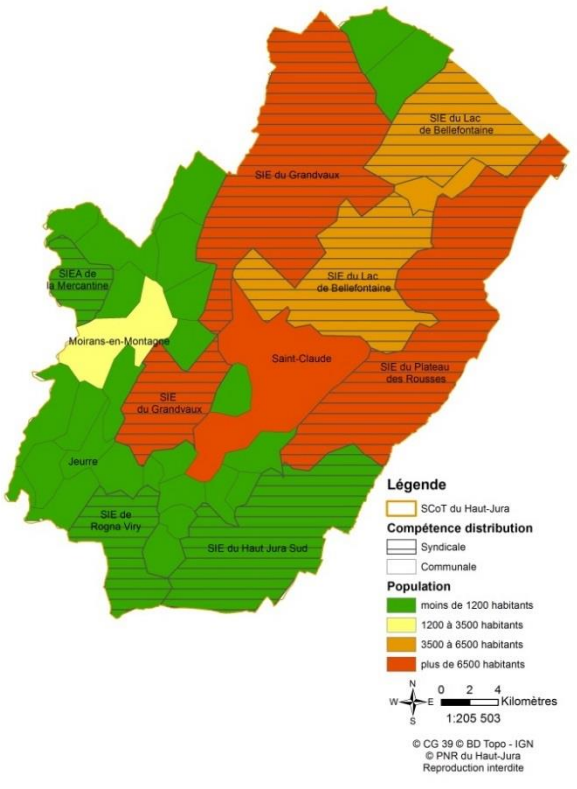 SIE du Lac
de Bellefontaine
SIE du Grandvaux
SIEA de
la Mercantine
SIE du Lac
de Bellefontaine
Moirans-en-Montagne
Saint-Claude
SIE du Plateau
des Rousses
SIE
du Grandvaux
Jeurre
SIE de
Rogna Viry
SIE du Haut Jura Sud
Légende
SCoT du Haut-Jura
Compétence distribution
Syndicale
Communale
Population
moins de 1200 habitants
1200 à 3500 habitants
3500 à 6500 habitants
plus de 6500 habitants
N
W E
S
0 2 4
Kilomètres
1:205 503
© CG 39 © BD Topo - IGN
© PNR du Haut-Jura
Reproduction interdite